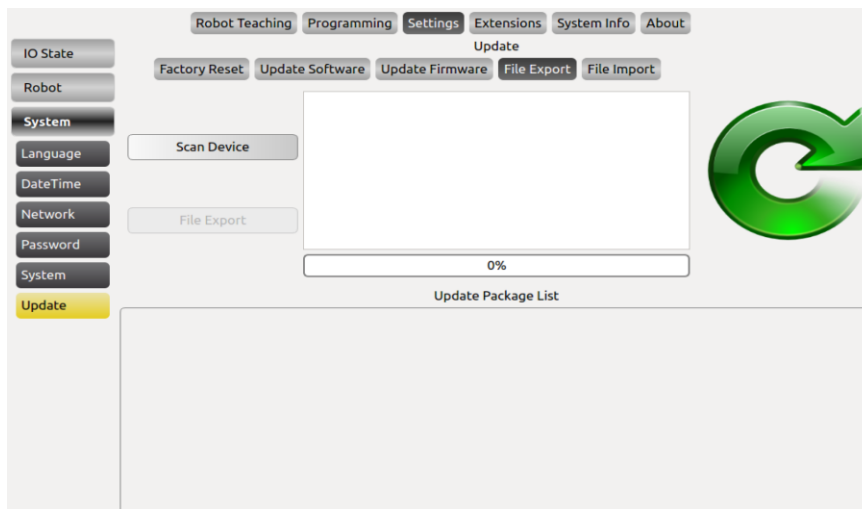 Robot Teaching Programming Settings Extensions System Info About
Update
IO State
Factory Reset Update Software Update Firmware File Export File Import
Robot
System
Scan Device
Language
DateTime
Network
File Export
Password
0%
System
Update Package List
Update